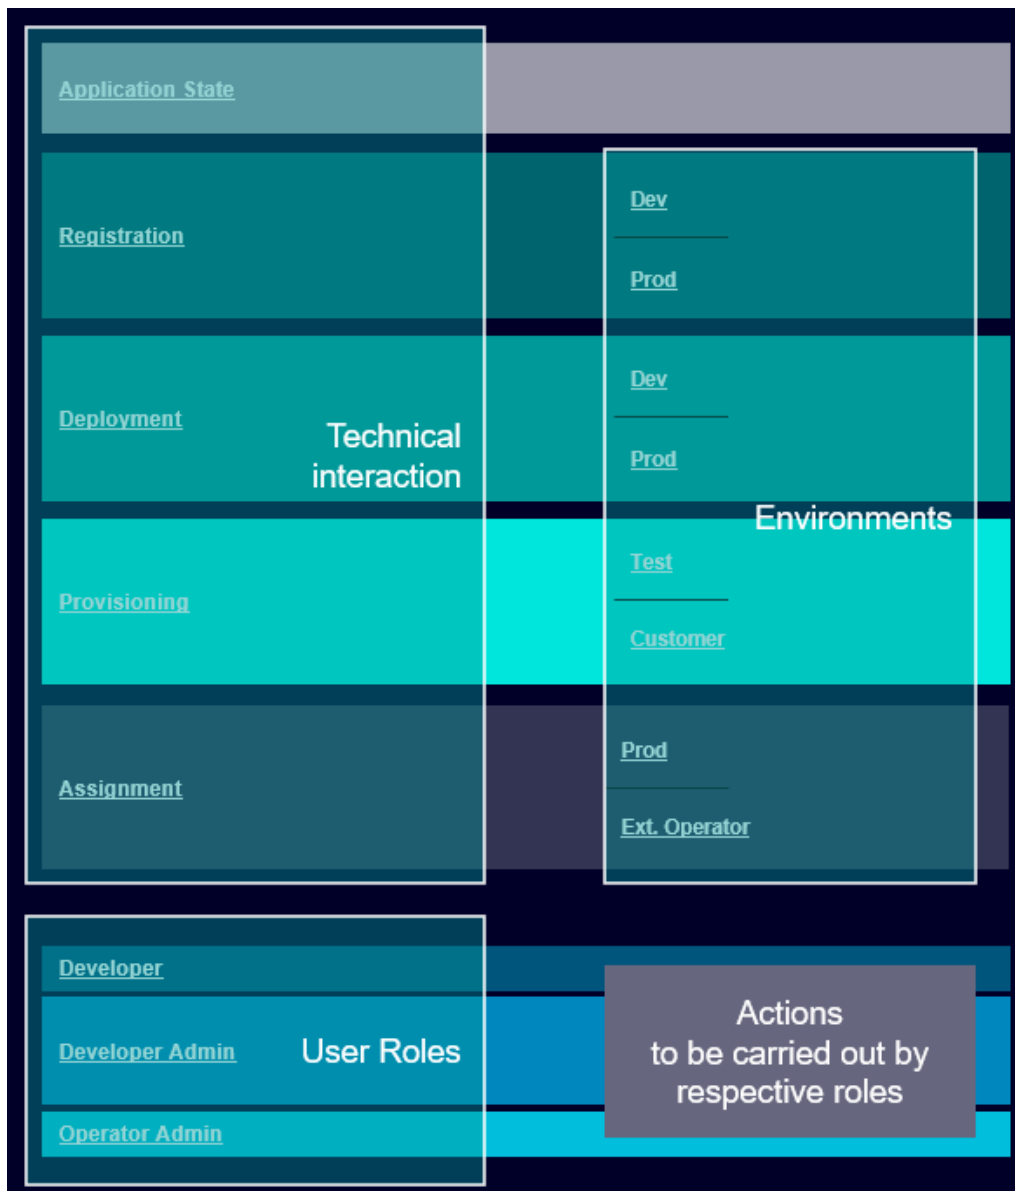 Application State
Registration
Dev
Prod
Deployment
Technical
interaction
Dev
Prod
Environments
Provisioning
Test
Customer
Assignment
Prod
Ext. Operator
Developer
Developer Admin
User Roles
Operator Admin
Actions
to be carried out by
respective roles